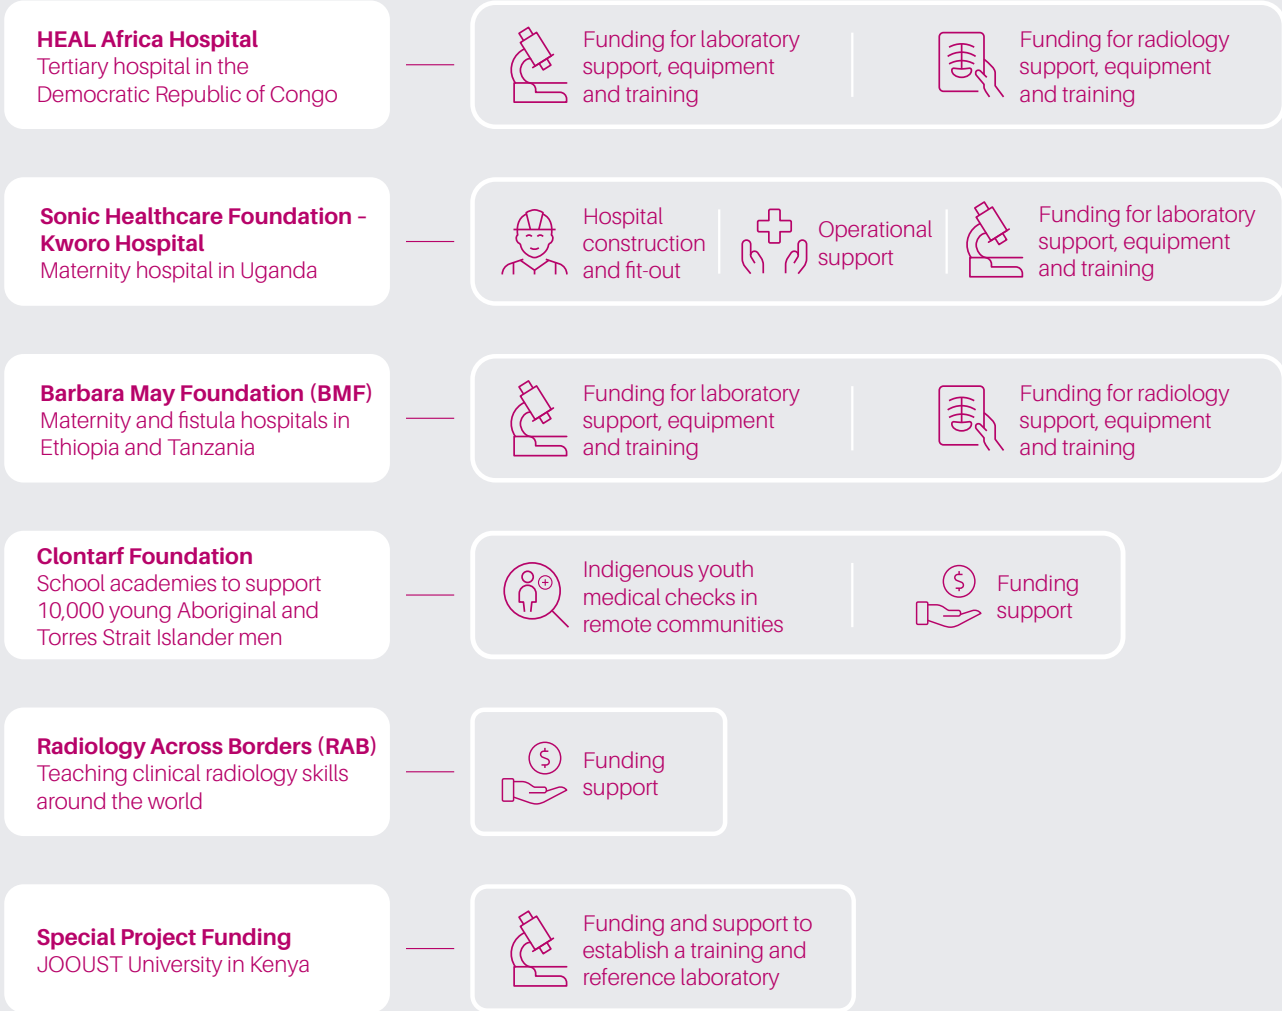 HEAL Africa Hospital
Tertiary hospital in the
Democratic Republic of Congo
Funding for laboratory
support, equipment
and training
Funding for radiology
support, equipment
and training
Sonic Healthcare Foundation –
Kworo Hospital
Maternity hospital in Uganda
Hospital
construction
and fit-out
Operational
support
Funding for laboratory
support, equipment
and training
Barbara May Foundation (BMF)
Maternity and fistula hospitals in
Ethiopia and Tanzania
Funding for laboratory
support, equipment
and training
Funding for radiology
support, equipment
and training
Clontarf Foundation
School academies to support
10,000 young Aboriginal and
Torres Strait Islander men
Indigenous youth
medical checks in
remote communities
$
Funding
support
Radiology Across Borders (RAB)
Teaching clinical radiology skills
around the world
$
Funding
support
Special Project Funding
JOOUST University in Kenya
Funding and support to
establish a training and
reference laboratory